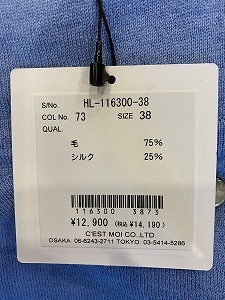 S/No. HL-116300-38
COL No. 73 SIZE 38
QUAL.
毛 75%
シルク 25%
116300 3873
¥12,900 (税込 ¥14,190)
C'EST MOI CO.,LTD.
OSAKA: 06-6243-2711 TOKYO: 03-5414-5286